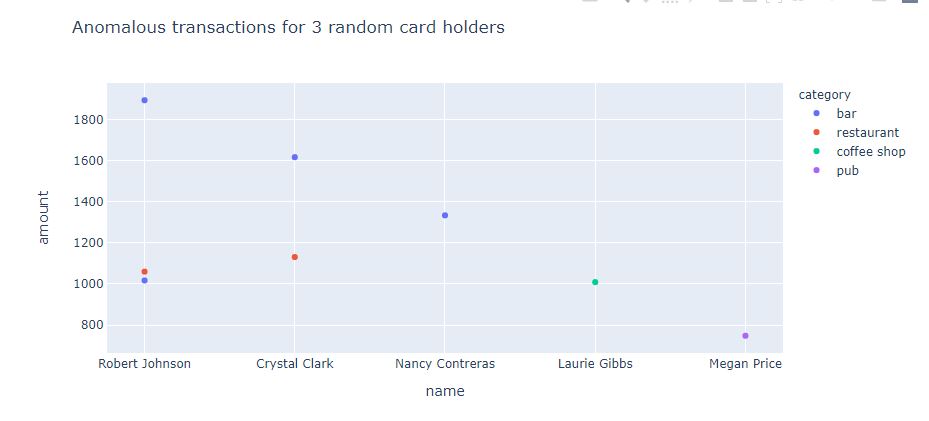 Anomalous transactions for 3 random card holders
category
bar
restaurant
coffee shop
pub
amount
1800
1600
1400
1200
1000
800
Robert Johnson Crystal Clark Nancy Contreras Laurie Gibbs Megan Price
name